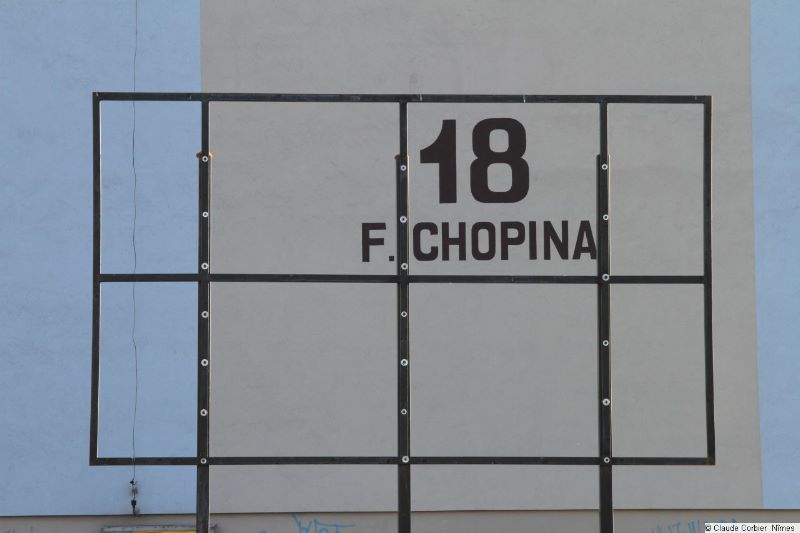 18
F. CHOPINA
© Claude Corbier Nîmes